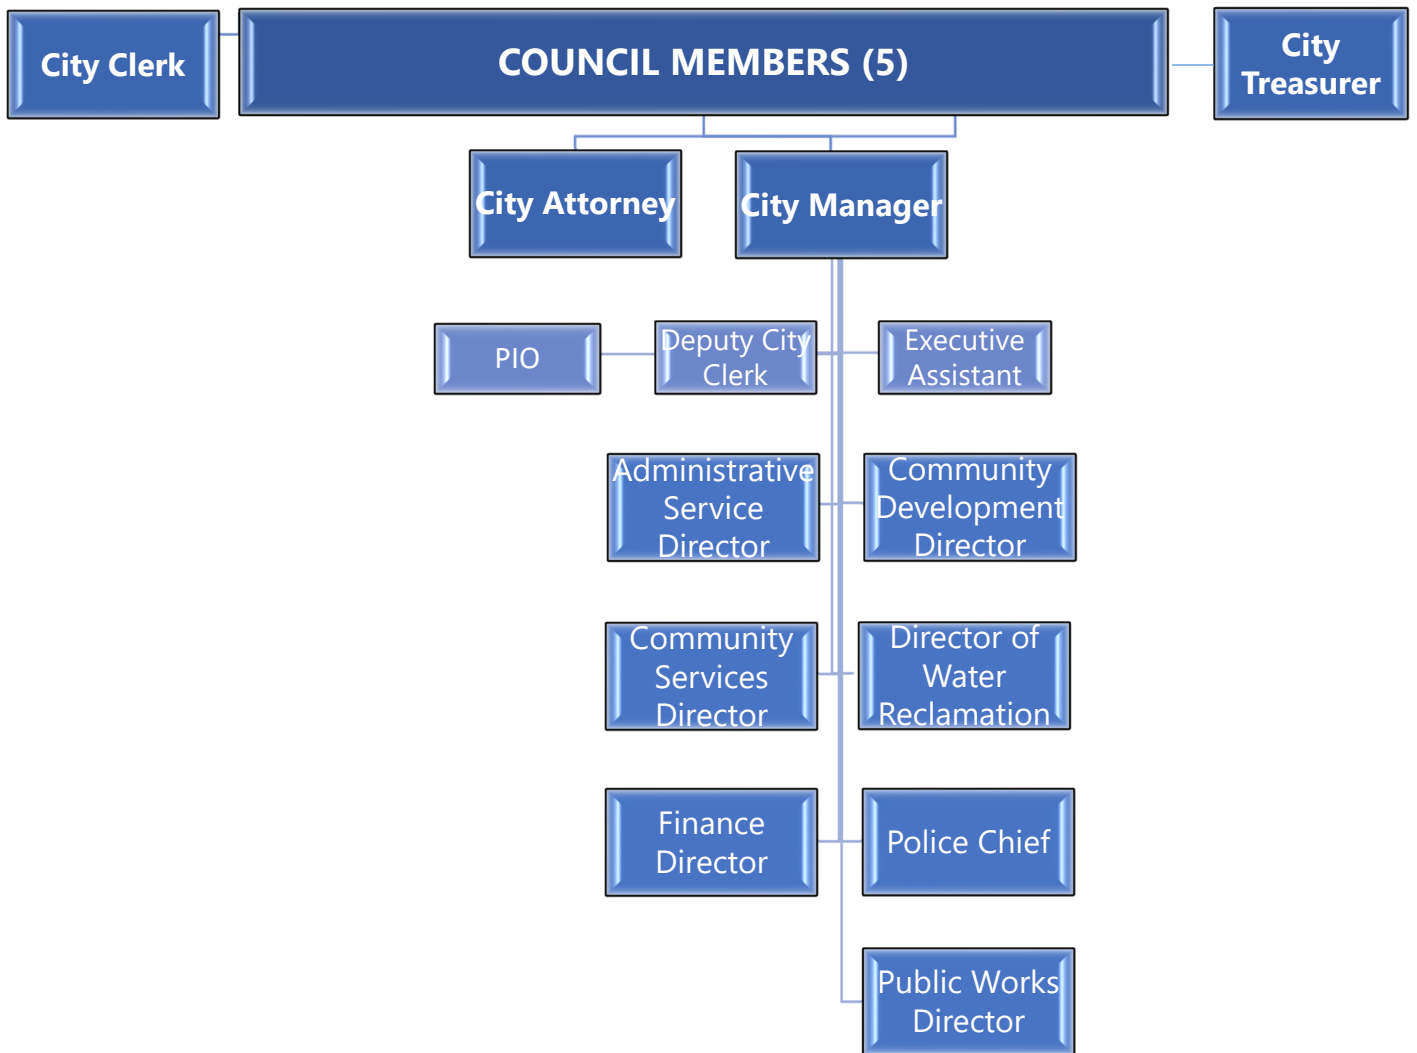 City Clerk
COUNCIL MEMBERS (5)
City
Treasurer
City Attorney
City Manager
PIO
Deputy City
Clerk
Executive
Assistant
Administrative
Service
Director
Community
Development
Director
Community
Services
Director
Director of
Water
Reclamation
Finance
Director
Police Chief
Public Works
Director